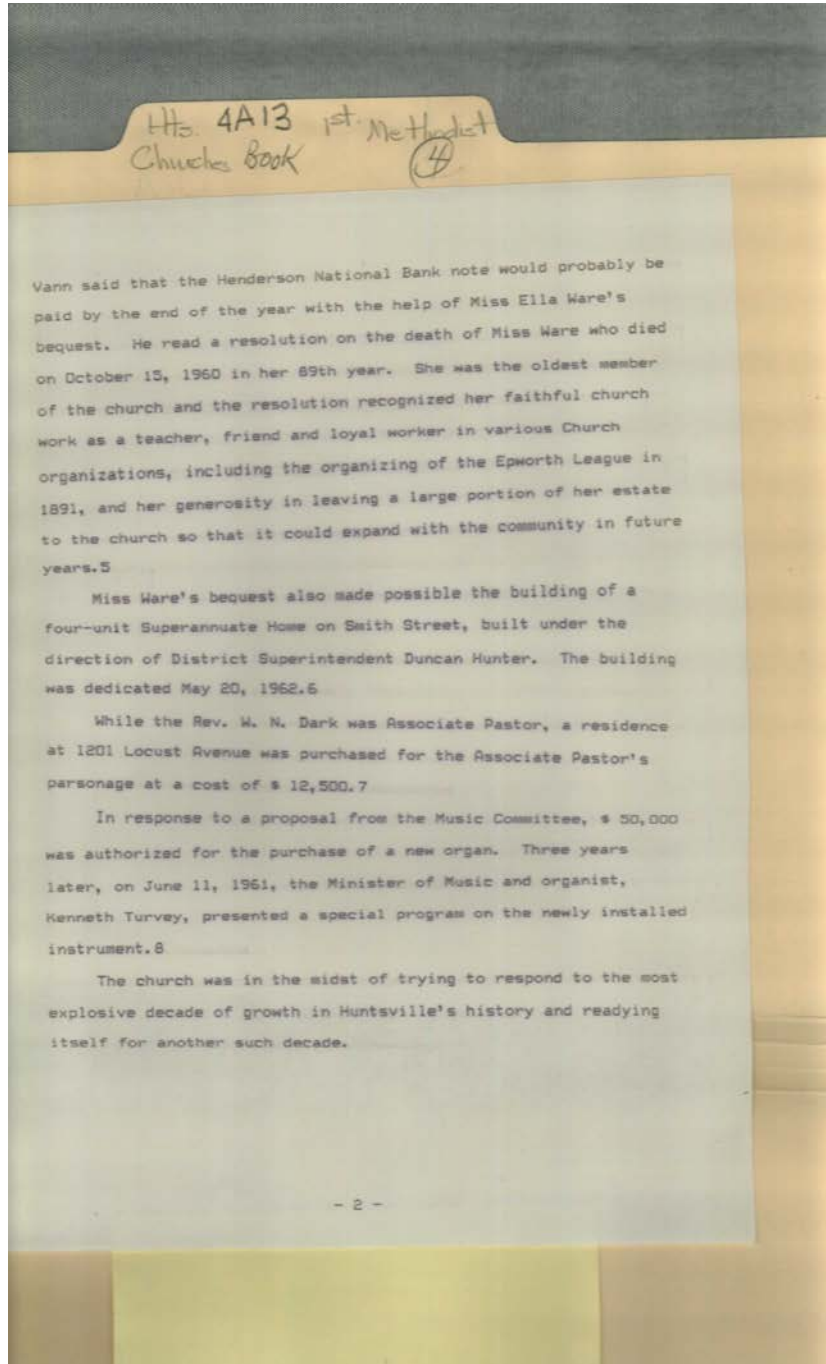 Hts. 4A13 1st. Methodist
Churches Book 4
Vann said that the Henderson National Bank note would probably be
paid by the end of the year with the help of Miss Ella Ware's
bequest. He read a resolution on the death of Miss Ware who died
on October 15, 1960 in her 89th year. She was the oldest member
of the church and the resolution recognized her faithful church
work as a teacher, friend and loyal worker in various Church
organizations, including the organizing of the Epworth League in
1891, and her generosity in leaving a large portion of her estate
to the church so that it could expand with the community in future
years.5
Miss Ware's bequest also made possible the building of a
four-unit Superannuate Home on Smith Street, built under the
direction of District Superintendent Duncan Hunter. The building
was dedicated May 20, 1962.6
While the Rev. W. N. Dark was Associate Pastor, a residence
at 1201 Locust Avenue was purchased for the Associate Pastor's
parsonage at a cost of $ 12,500.7
In response to a proposal from the Music Committee, $ 50,000
was authorized for the purchase of a new organ. Three years
later, on June 11, 1961, the Minister of Music and organist,
Kenneth Turvey, presented a special program on the newly installed
instrument.8
The church was in the midst of trying to respond to the most
explosive decade of growth in Huntsville's history and readying
itself for another such decade.
- 2 -